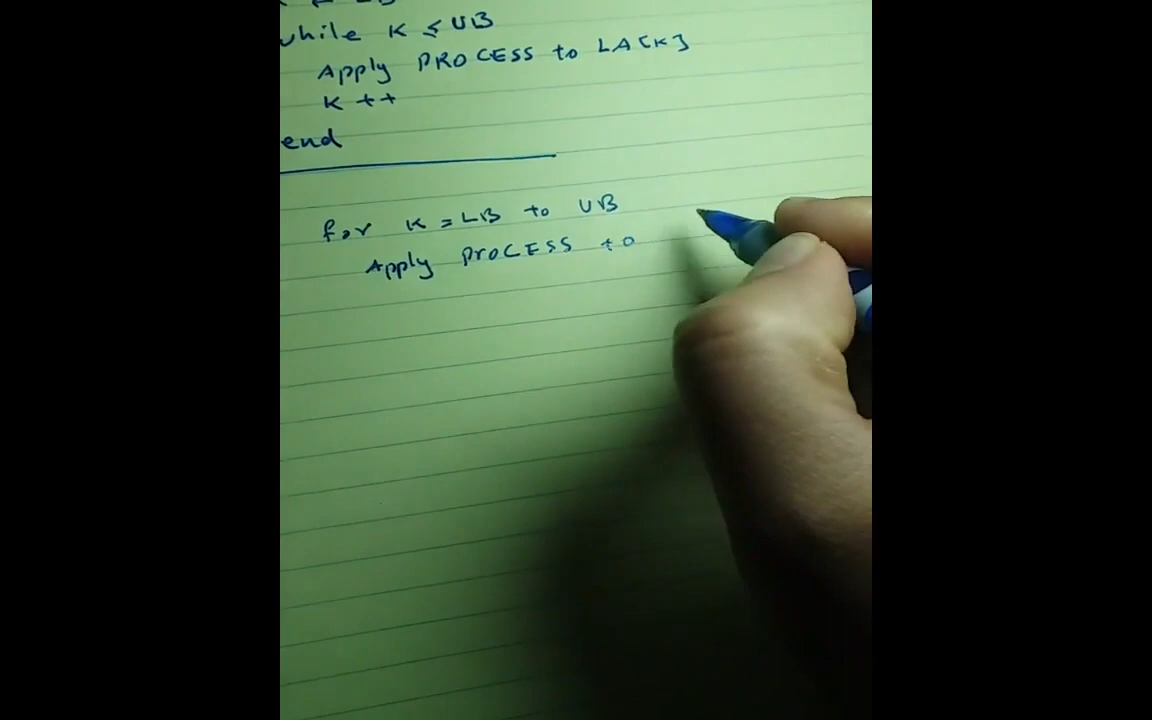 while K ≤ UB
Apply PROCESS to LA[K]
K ++
end
for K = LB to UB
Apply PROCESS to